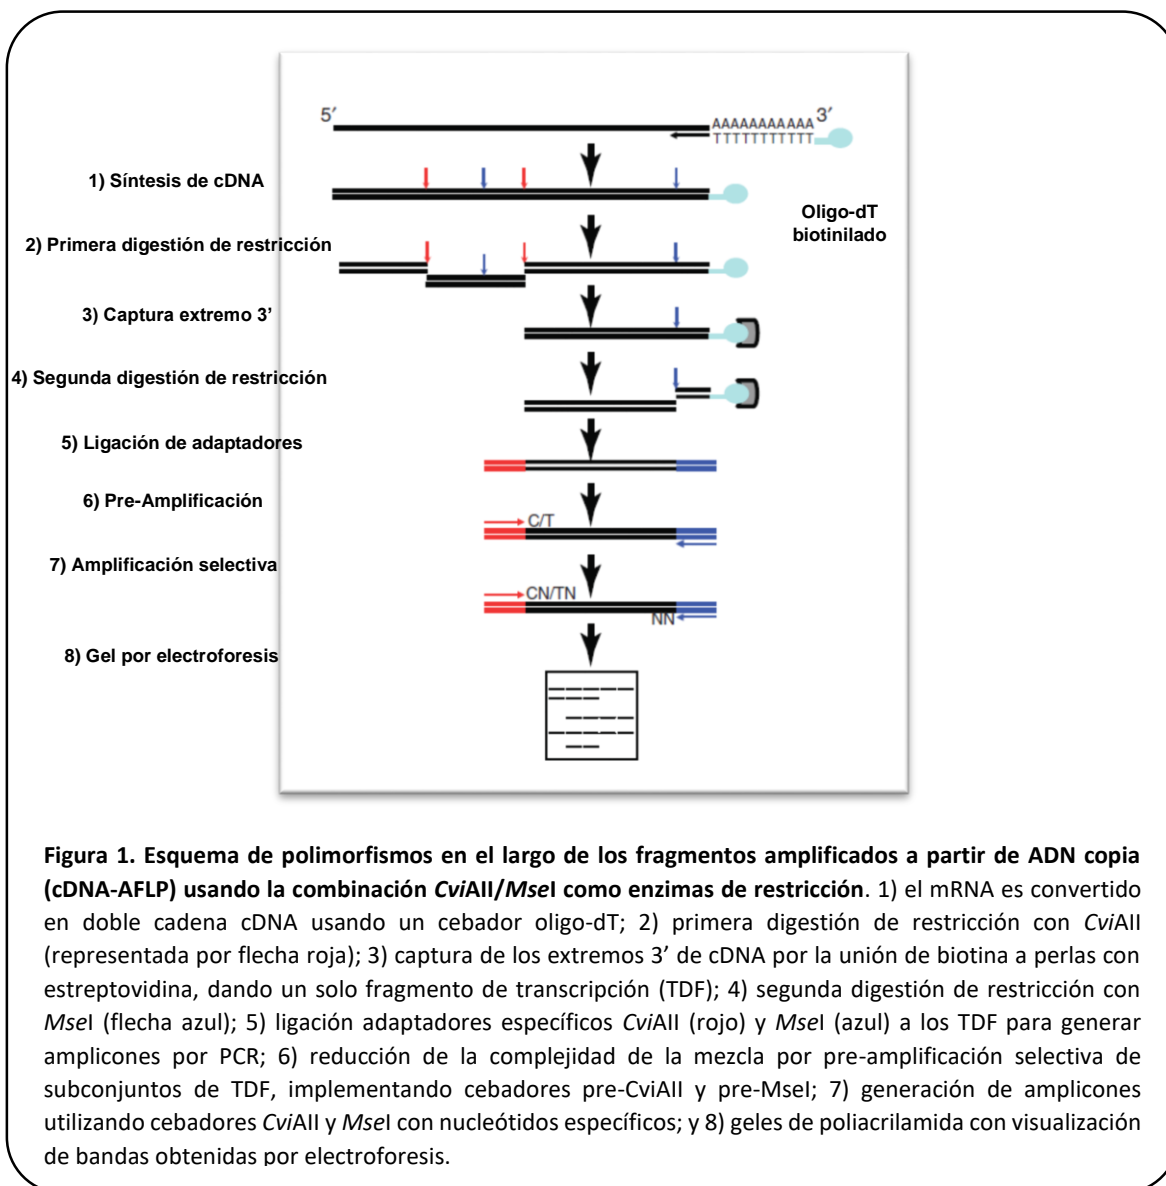 5′
AAAAAAAAAAA 3′
TTTTTTTTTTT
1) Síntesis de cDNA
Oligo-dT
biotinilado
2) Primera digestión de restricción
3) Captura extremo 3’
4) Segunda digestión de restricción
5) Ligación de adaptadores
6) Pre-Amplificación
C/T
7) Amplificación selectiva
CN/TN
NN
8) Gel por electroforesis
Figura 1. Esquema de polimorfismos en el largo de los fragmentos amplificados a partir de ADN copia
(cDNA-AFLP) usando la combinación CviAII/MseI como enzimas de restricción. 1) el mRNA es convertido
en doble cadena cDNA usando un cebador oligo-dT; 2) primera digestión de restricción con CviAII
(representada por flecha roja); 3) captura de los extremos 3’ de cDNA por la unión de biotina a perlas con
estreptovidina, dando un solo fragmento de transcripción (TDF); 4) segunda digestión de restricción con
MseI (flecha azul); 5) ligación adaptadores específicos CviAII (rojo) y MseI (azul) a los TDF para generar
amplicones por PCR; 6) reducción de la complejidad de la mezcla por pre-amplificación selectiva de
subconjuntos de TDF, implementando cebadores pre-CviAII y pre-MseI; 7) generación de amplicones
utilizando cebadores CviAII y MseI con nucleótidos específicos; y 8) geles de poliacrilamida con visualización
de bandas obtenidas por electroforesis.